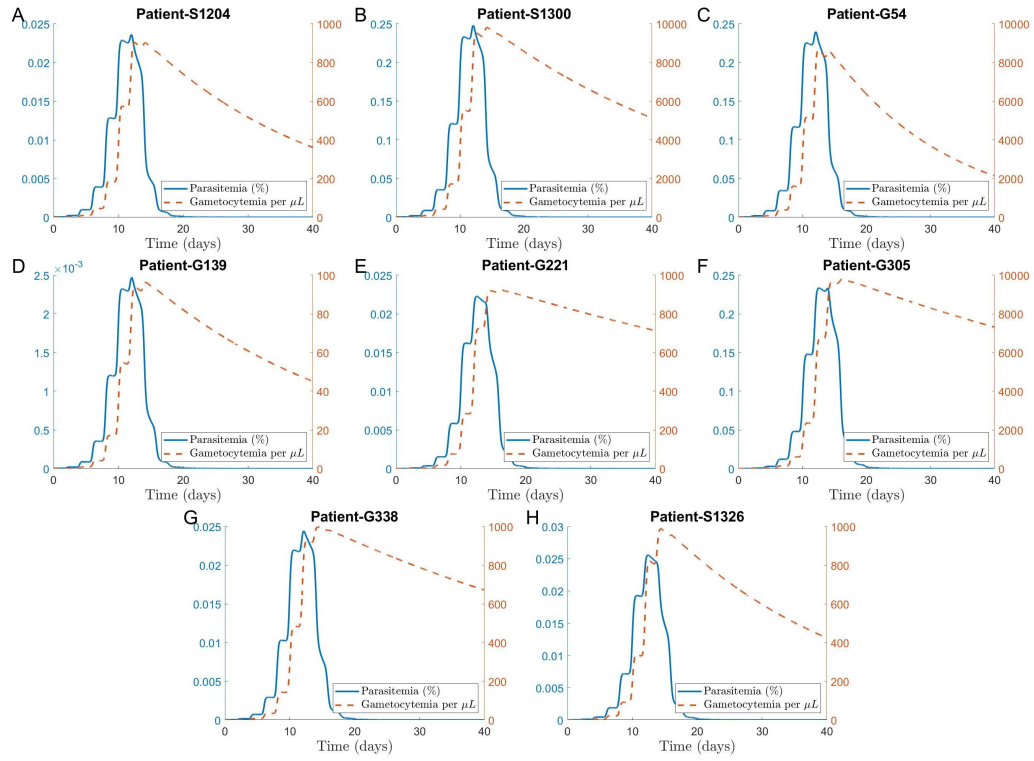 A
Patient-S1204
0.025
0.02
0.015
0.01
0.005
0
1000
800
600
400
200
0
Parasitemia (%)
Gametocytemia per μL
0 10 20 30 40
Time (days)
B
Patient-S1300
0.25
0.2
0.15
0.1
0.05
0
10000
8000
6000
4000
2000
0
Parasitemia (%)
Gametocytemia per μL
0 10 20 30 40
Time (days)
C
Patient-G54
0.25
0.2
0.15
0.1
0.05
0
10000
8000
6000
4000
2000
0
Parasitemia (%)
Gametocytemia per μL
0 10 20 30 40
Time (days)
D
Patient-G139
×10⁻³
2.5
2
1.5
1
0.5
0
100
80
60
40
20
0
Parasitemia (%)
Gametocytemia per μL
0 10 20 30 40
Time (days)
E
Patient-G221
0.025
0.02
0.015
0.01
0.005
0
1000
800
600
400
200
0
Parasitemia (%)
Gametocytemia per μL
0 10 20 30 40
Time (days)
F
Patient-G305
0.25
0.2
0.15
0.1
0.05
0
10000
8000
6000
4000
2000
0
Parasitemia (%)
Gametocytemia per μL
0 10 20 30 40
Time (days)
G
Patient-G338
0.025
0.02
0.015
0.01
0.005
0
1000
800
600
400
200
0
Parasitemia (%)
Gametocytemia per μL
0 10 20 30 40
Time (days)
H
Patient-S1326
0.03
0.025
0.02
0.015
0.01
0.005
0
1000
800
600
400
200
0
Parasitemia (%)
Gametocytemia per μL
0 10 20 30 40
Time (days)